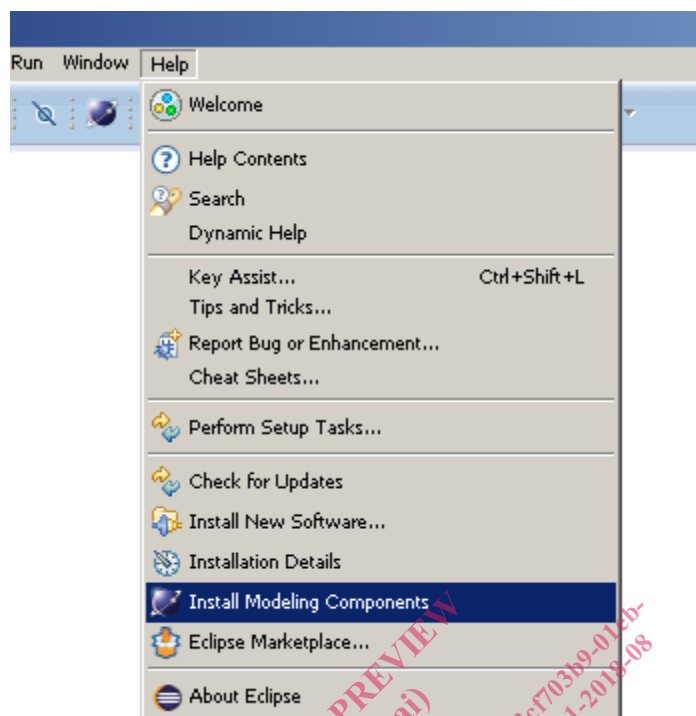 Run Window Help
Welcome
Help Contents
Search
Dynamic Help
Key Assist... Ctrl+Shift+L
Tips and Tricks...
Report Bug or Enhancement...
Cheat Sheets...
Perform Setup Tasks...
Check for Updates
Install New Software...
Installation Details
Install Modeling Components
Eclipse Marketplace...
About Eclipse
PREVIEW